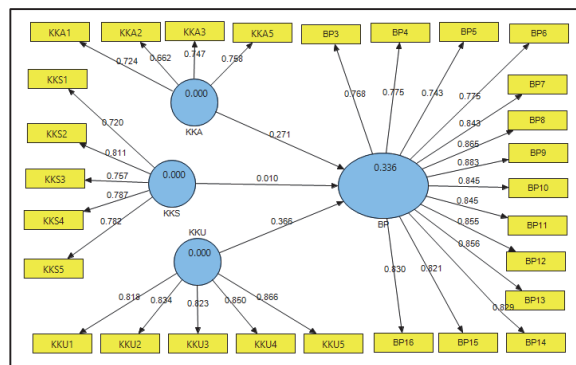 KKA1
KKA2
KKA3
KKA5
BP3
BP4
BP5
BP6
0.724
0.662
0.747
0.758
0.768
0.775
0.743
0.775
KKS1
0.000
KKA
BP7
0.843
0.720
BP8
0.865
KKS2
0.811
0.271
BP9
0.883
KKS3
0.757
0.000
KKS
0.010
0.336
BP
0.845
BP10
KKS4
0.787
0.845
BP11
KKS5
0.782
KKU
0.000
0.366
0.855
BP12
0.856
BP13
0.818
0.834
0.823
0.860
0.866
0.830
0.821
0.829
KKU1
KKU2
KKU3
KKU4
KKU5
BP16
BP15
BP14